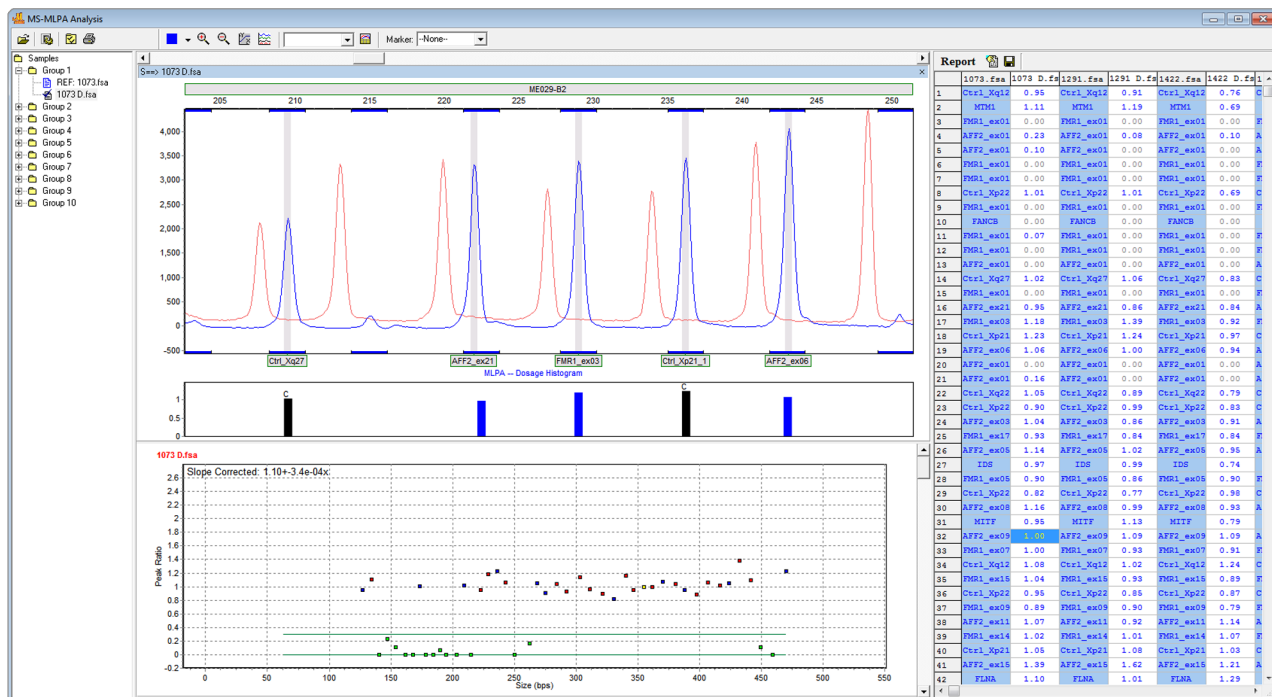 MS-MLPA Analysis
Marker: --None--
Samples
Group 1
REF: 1073.fsa
1073 D.fsa
Group 2
Group 3
Group 4
Group 5
Group 6
Group 7
Group 8
Group 9
Group 10
S==> 1073 D.fsa
ME029-B2
205 210 215 220 225 230 235 240 245 250
4,000
3,500
3,000
2,500
2,000
1,500
1,000
500
0
-500
Ctrl_Xq27 AFF2_ex21 FMR1_ex03 Ctrl_Xp21_1 AFF2_ex06
MLPA -- Dosage Histogram
C C
1
0.5
0
1073 D.fsa
Slope Corrected: 1.10+-3.4e-04x
2.6
2.4
2.2
2
1.8
1.6
1.4
1.2
1
0.8
0.6
0.4
0.2
0
-0.2
Peak Ratio
0 50 100 150 200 250 300 350 400 450 500 550
Size (bps)
Report
1073.fsa 1073 D.fs 1291.fsa 1291 D.fs 1422.fsa 1422 D.fs 1
1 Ctrl_Xq12 0.95 Ctrl_Xq12 0.91 Ctrl_Xq12 0.76 C
2 MTM1 1.11 MTM1 1.19 MTM1 0.69
3 FMR1_ex01 0.00 FMR1_ex01 0.00 FMR1_ex01 0.00 F
4 AFF2_ex01 0.23 AFF2_ex01 0.08 AFF2_ex01 0.10 A
5 AFF2_ex01 0.10 AFF2_ex01 0.00 AFF2_ex01 0.00 A
6 FMR1_ex01 0.00 FMR1_ex01 0.00 FMR1_ex01 0.00 F
7 FMR1_ex01 0.00 FMR1_ex01 0.00 FMR1_ex01 0.00 F
8 Ctrl_Xp22 1.01 Ctrl_Xp22 1.01 Ctrl_Xp22 0.69 C
9 FMR1_ex01 0.00 FMR1_ex01 0.00 FMR1_ex01 0.00 F
10 FANCB 0.00 FANCB 0.00 FANCB 0.00
11 FMR1_ex01 0.07 FMR1_ex01 0.00 FMR1_ex01 0.00 F
12 FMR1_ex01 0.00 FMR1_ex01 0.00 FMR1_ex01 0.00 F
13 AFF2_ex01 0.00 AFF2_ex01 0.00 AFF2_ex01 0.00 A
14 Ctrl_Xq27 1.02 Ctrl_Xq27 1.06 Ctrl_Xq27 0.83 C
15 FMR1_ex01 0.00 FMR1_ex01 0.00 FMR1_ex01 0.00 F
16 AFF2_ex21 0.95 AFF2_ex21 0.86 AFF2_ex21 0.84 A
17 FMR1_ex03 1.18 FMR1_ex03 1.39 FMR1_ex03 0.92 F
18 Ctrl_Xp21 1.23 Ctrl_Xp21 1.24 Ctrl_Xp21 0.97 C
19 AFF2_ex06 1.06 AFF2_ex06 1.00 AFF2_ex06 0.94 A
20 AFF2_ex01 0.00 AFF2_ex01 0.00 AFF2_ex01 0.00 A
21 AFF2_ex01 0.16 AFF2_ex01 0.00 AFF2_ex01 0.00 A
22 Ctrl_Xq22 1.05 Ctrl_Xq22 0.89 Ctrl_Xq22 0.79 C
23 Ctrl_Xp22 0.90 Ctrl_Xp22 0.99 Ctrl_Xp22 0.83 C
24 AFF2_ex03 1.04 AFF2_ex03 0.86 AFF2_ex03 0.91 A
25 FMR1_ex17 0.93 FMR1_ex17 0.84 FMR1_ex17 0.84 F
26 AFF2_ex05 1.14 AFF2_ex05 1.02 AFF2_ex05 0.95 A
27 IDS 0.97 IDS 0.99 IDS 0.74
28 FMR1_ex05 0.90 FMR1_ex05 0.86 FMR1_ex05 0.90 F
29 Ctrl_Xp22 0.82 Ctrl_Xp22 0.77 Ctrl_Xp22 0.98 C
30 AFF2_ex08 1.16 AFF2_ex08 0.99 AFF2_ex08 0.93 A
31 MITF 0.95 MITF 1.13 MITF 0.79
32 AFF2_ex09 1.00 AFF2_ex09 1.09 AFF2_ex09 1.09 A
33 FMR1_ex07 1.00 FMR1_ex07 0.93 FMR1_ex07 0.91 F
34 Ctrl_Xq12 1.08 Ctrl_Xq12 1.02 Ctrl_Xq12 1.24 C
35 FMR1_ex15 1.04 FMR1_ex15 0.93 FMR1_ex15 0.89 F
36 Ctrl_Xp22 0.95 Ctrl_Xp22 0.85 Ctrl_Xp22 0.87 C
37 FMR1_ex09 0.89 FMR1_ex09 0.90 FMR1_ex09 0.79 F
38 AFF2_ex11 1.07 AFF2_ex11 0.92 AFF2_ex11 1.14 A
39 FMR1_ex14 1.02 FMR1_ex14 1.01 FMR1_ex14 1.07 F
40 Ctrl_Xp21 1.05 Ctrl_Xp21 1.08 Ctrl_Xp21 1.03 C
41 AFF2_ex15 1.39 AFF2_ex15 1.62 AFF2_ex15 1.21 A
42 FLNA 1.10 FLNA 1.01 FLNA 1.29